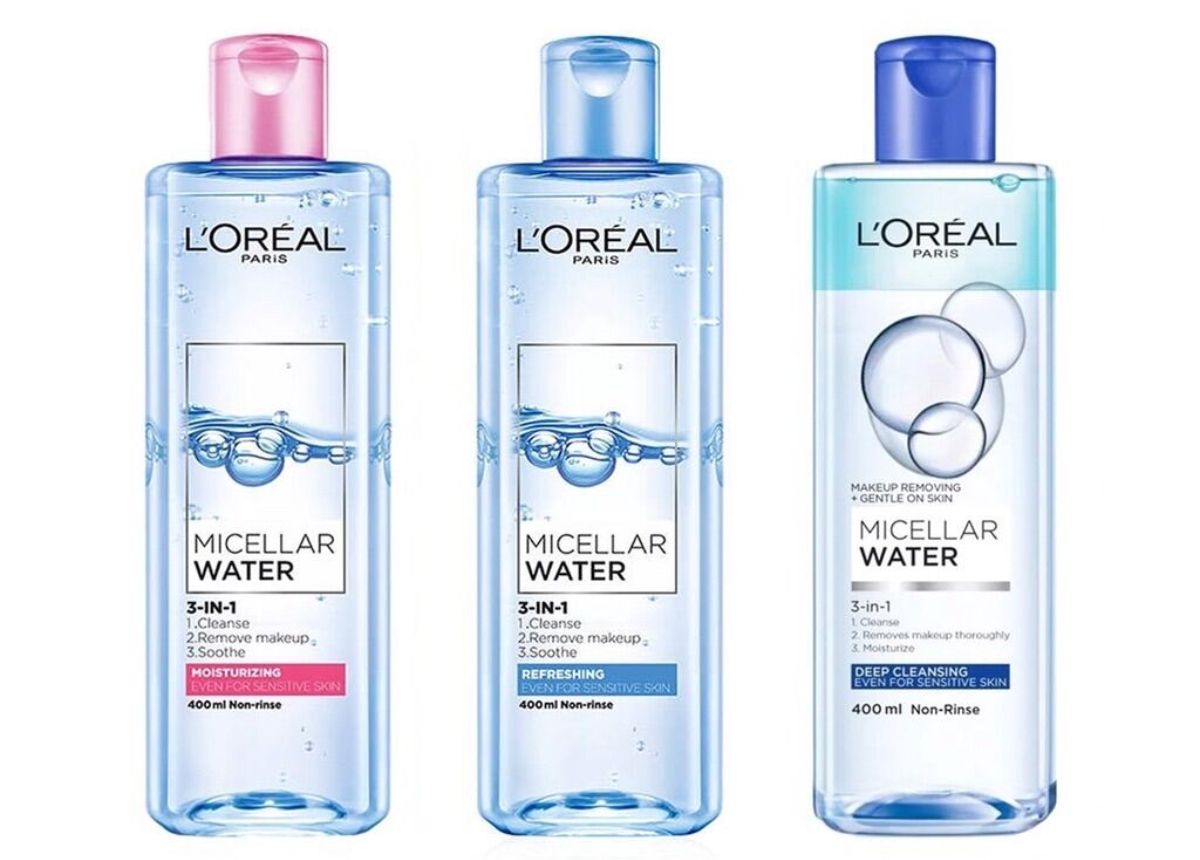 L'ORÉAL
PARiS
MICELLAR
WATER
3-IN-1
1.Cleanse
2.Remove makeup
3.Soothe
MOISTURIZING
EVEN FOR SENSITIVE SKIN
400ml Non-rinse
L'ORÉAL
PARiS
MICELLAR
WATER
3-IN-1
1.Cleanse
2.Remove makeup
3.Soothe
REFRESHING
EVEN FOR SENSITIVE SKIN
400ml Non-rinse
L'ORÉAL
PARiS
MAKEUP REMOVING
+ GENTLE ON SKIN
MICELLAR
WATER
3-in-1
1. Cleanse
2. Removes makeup thoroughly
3. Moisturize
DEEP CLEANSING
EVEN FOR SENSITIVE SKIN
400 ml Non-Rinse